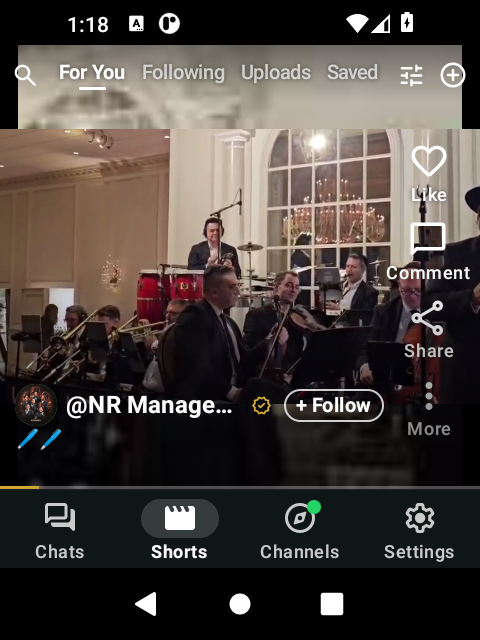 1:18
For You Following Uploads Saved
Like
Comment
Share
More
@NR Manage...
+ Follow
Chats Shorts Channels Settings